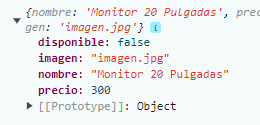 {nombre: 'Monitor 20 Pulgadas', prec
gen: 'imagen.jpg'} i
disponible: false
imagen: "imagen.jpg"
nombre: "Monitor 20 Pulgadas"
precio: 300
[[Prototype]]: Object